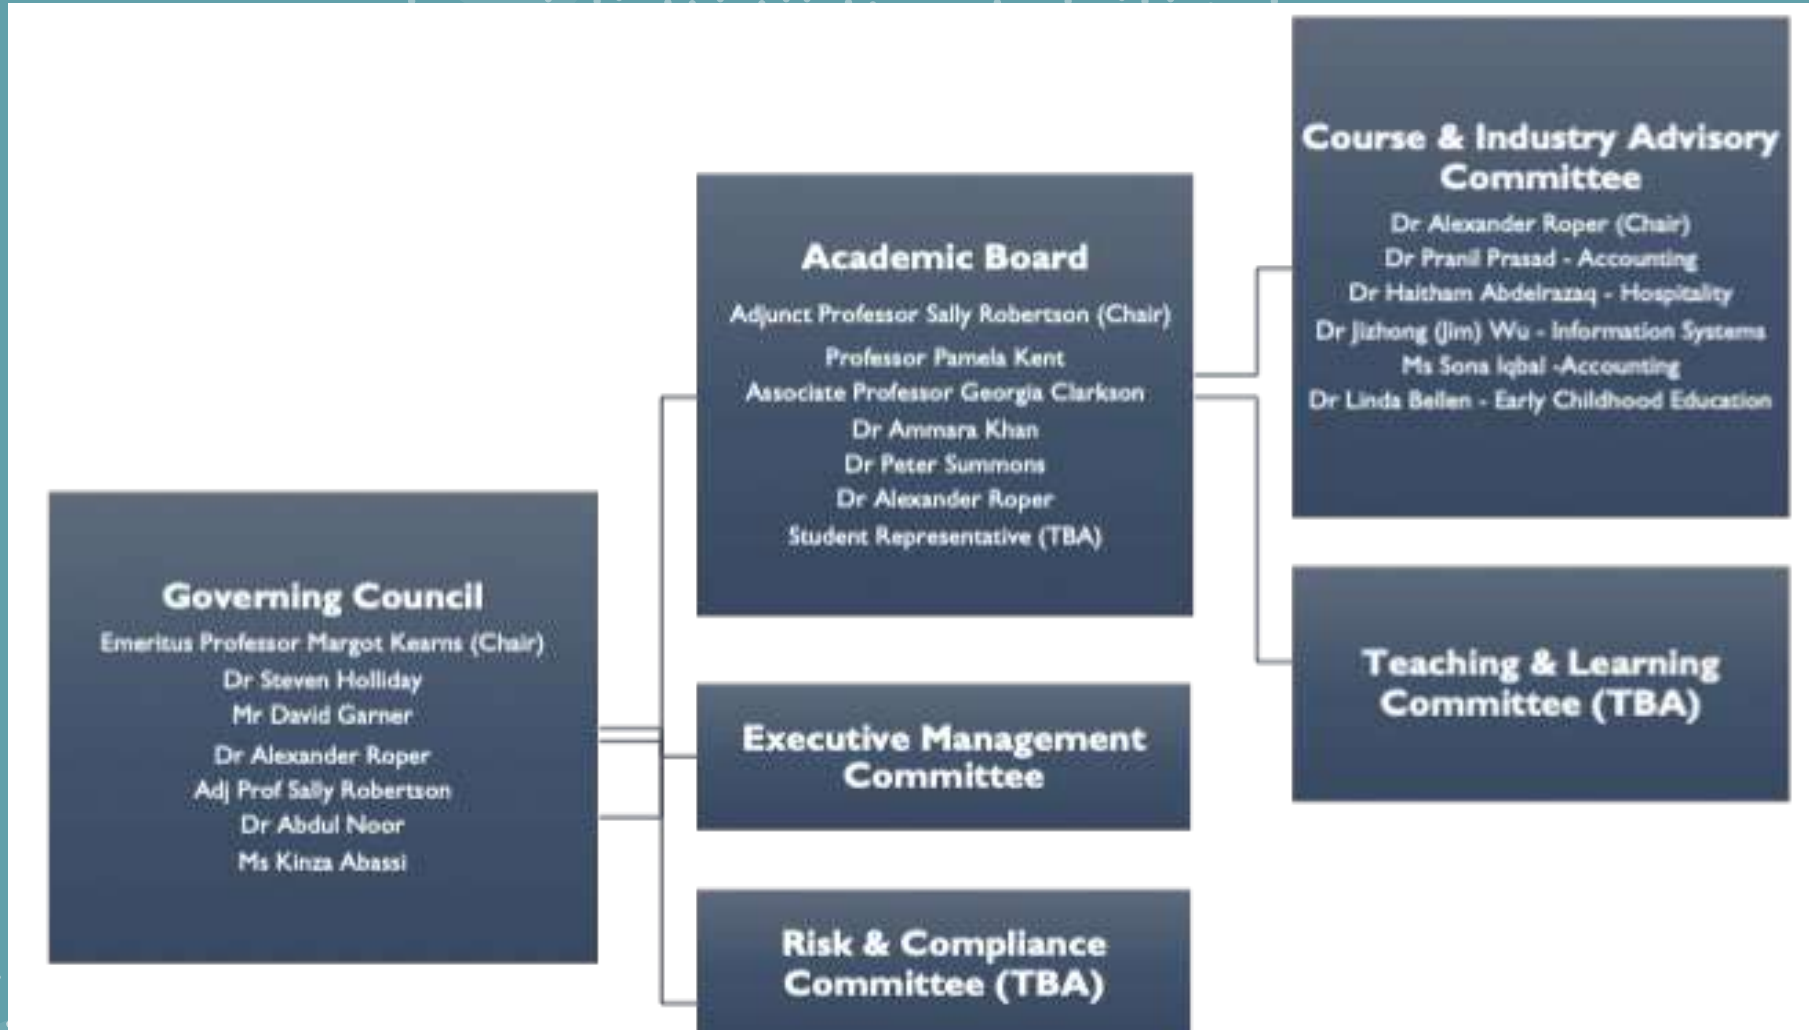 Governing Council
Emeritus Professor Margot Kearns (Chair)
Dr Steven Holliday
Mr David Garner
Dr Alexander Roper
Adj Prof Sally Robertson
Dr Abdul Noor
Ms Kinza Abassi
Academic Board
Adjunct Professor Sally Robertson (Chair)
Professor Pamela Kent
Associate Professor Georgia Clarkson
Dr Ammara Khan
Dr Peter Summons
Dr Alexander Roper
Student Representative (TBA)
Executive Management
Committee
Risk & Compliance
Committee (TBA)
Course & Industry Advisory
Committee
Dr Alexander Roper (Chair)
Dr Pranil Prasad - Accounting
Dr Haitham Abdelrazaq - Hospitality
Dr Jizhong (Jim) Wu - Information Systems
Ms Sona Iqbal -Accounting
Dr Linda Bellen - Early Childhood Education
Teaching & Learning
Committee (TBA)